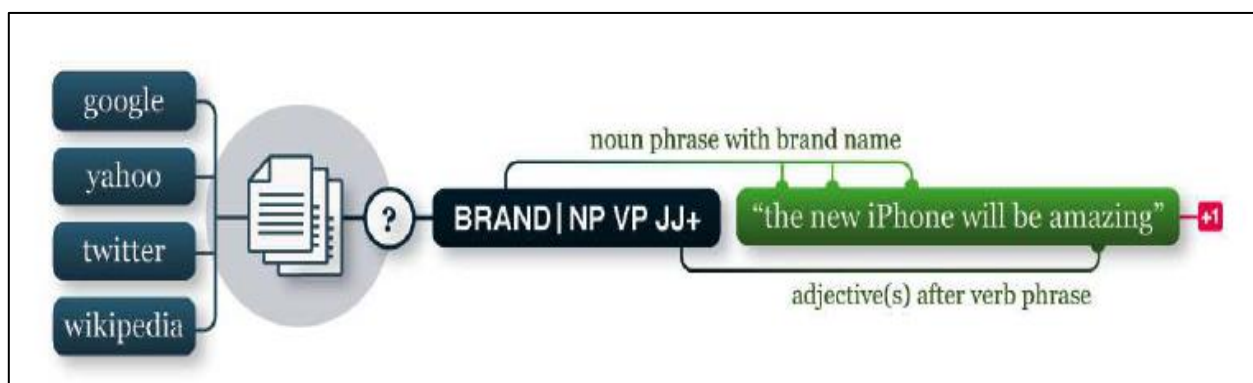 google
yahoo
twitter
wikipedia
?
noun phrase with brand name
BRAND|NP VP JJ+
“the new iPhone will be amazing”
+1
adjective(s) after verb phrase